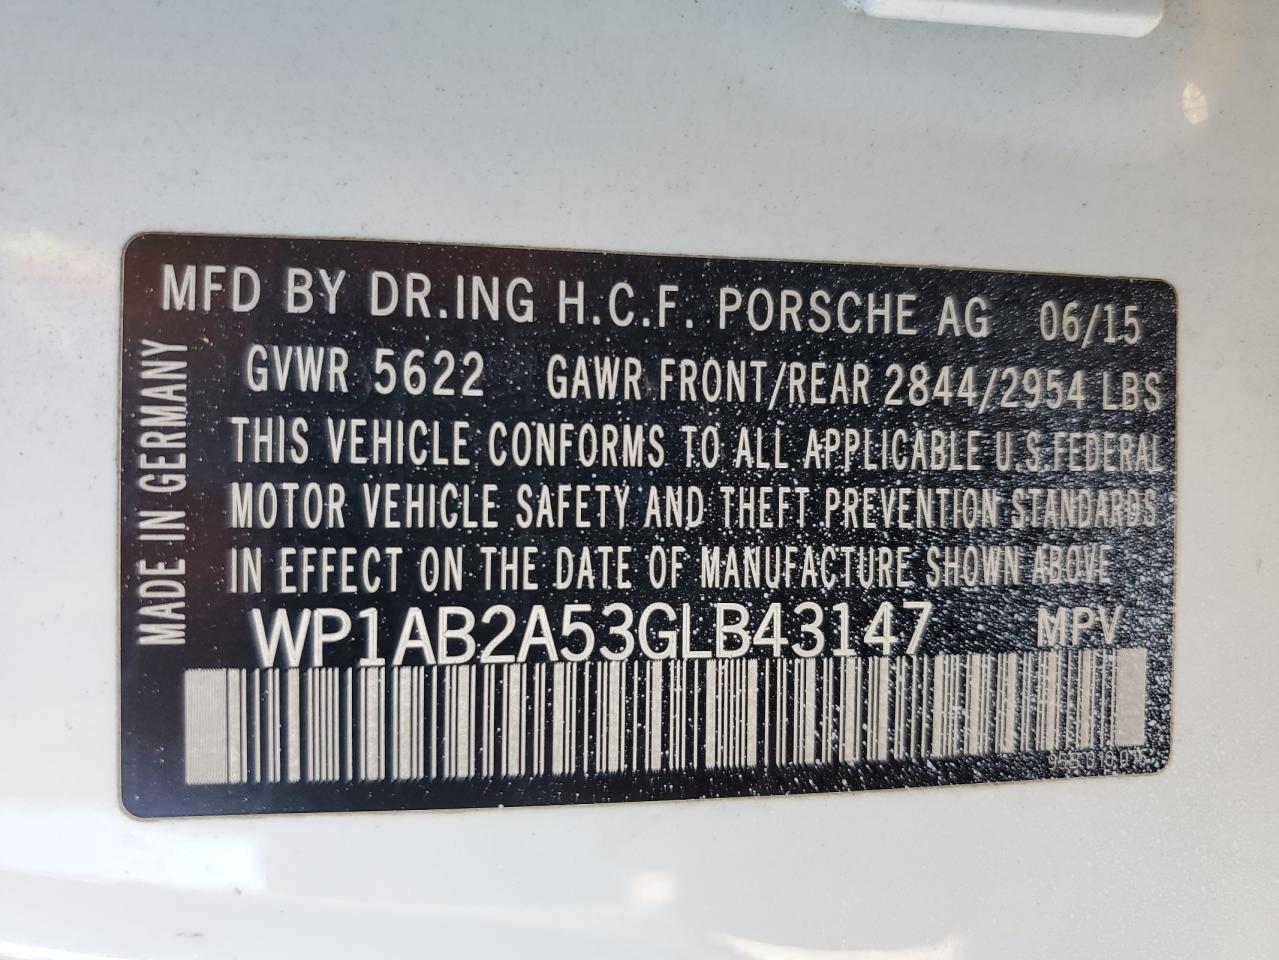 MFD BY DR.ING H.C.F. PORSCHE AG 06/15
GVWR 5622 GAWR FRONT/REAR 2844/2954 LBS
THIS VEHICLE CONFORMS TO ALL APPLICABLE U.S.FEDERAL
MOTOR VEHICLE SAFETY AND THEFT PREVENTION STANDARDS
IN EFFECT ON THE DATE OF MANUFACTURE SHOWN ABOVE
WP1AB2A53GLB43147 MPV
MADE IN GERMANY